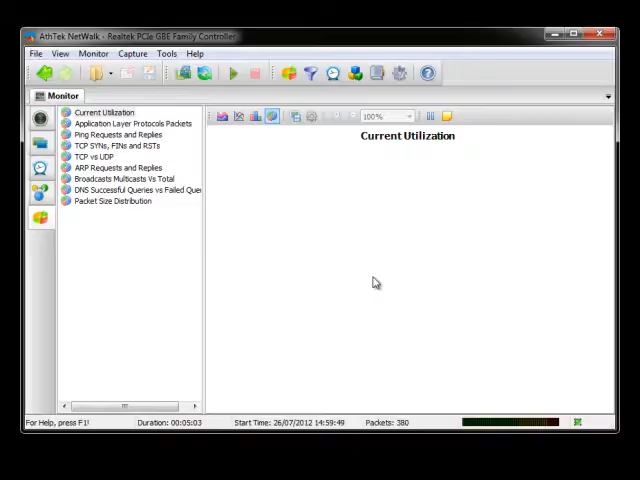 AthTek NetWalk - Realtek PCIe GBE Family Controller
File View Monitor Capture Tools Help
Monitor
Current Utilization
Application Layer Protocols Packets
Ping Requests and Replies
TCP SYNs, FINs and RSTs
TCP vs UDP
ARP Requests and Replies
Broadcasts Multicasts Vs Total
DNS Successful Queries vs Failed Quer
Packet Size Distribution
100%
Current Utilization
For Help, press F1! Duration: 00:05:03 Start Time: 26/07/2012 14:59:49 Packets: 380